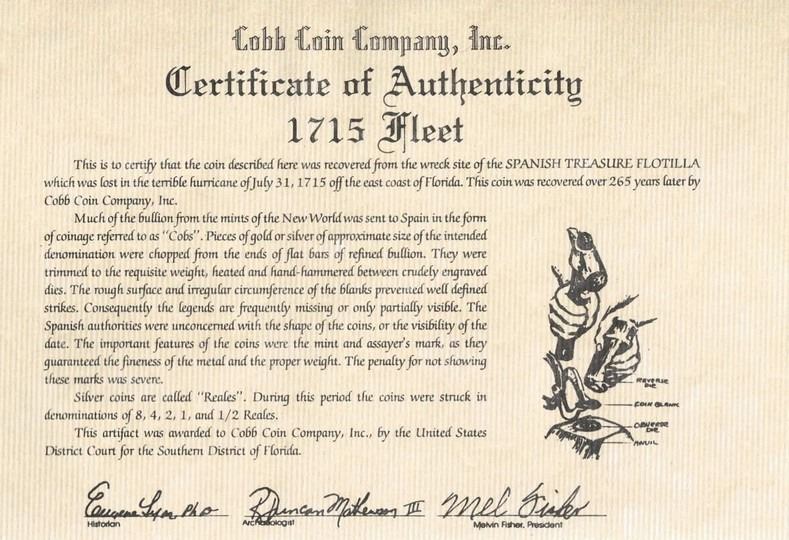 Cobb Coin Company, Inc.
Certificate of Authenticity
1715 Fleet
This is to certify that the coin described here was recovered from the wreck site of the SPANISH TREASURE FLOTILLA
which was lost in the terrible hurricane of July 31, 1715 off the east coast of Florida. This coin was recovered over 265 years later by
Cobb Coin Company, Inc.
Much of the bullion from the mints of the New World was sent to Spain in the form
of coinage referred to as "Cobs". Pieces of gold or silver of approximate size of the intended
denomination were chopped from the ends of flat bars of refined bullion. They were
trimmed to the requisite weight, heated and hand-hammered between crudely engraved
dies. The rough surface and irregular circumference of the blanks prevented well defined
strikes. Consequently the legends are frequently missing or only partially visible. The
Spanish authorities were unconcerned with the shape of the coins, or the visibility of the
date. The important features of the coins were the mint and assayer's mark, as they
guaranteed the fineness of the metal and the proper weight. The penalty for not showing
these marks was severe.
Silver coins are called "Reales". During this period the coins were struck in
denominations of 8, 4, 2, 1, and 1/2 Reales.
This artifact was awarded to Cobb Coin Company, Inc., by the United States
District Court for the Southern District of Florida.
REVERSE
DIE
COIN BLANK
OBVERSE
DIE
ANVIL
Eugene Lyon PhD
Historian
R Duncan Mathewson III
Archaeologist
Mel Fisher
Melvin Fisher, President